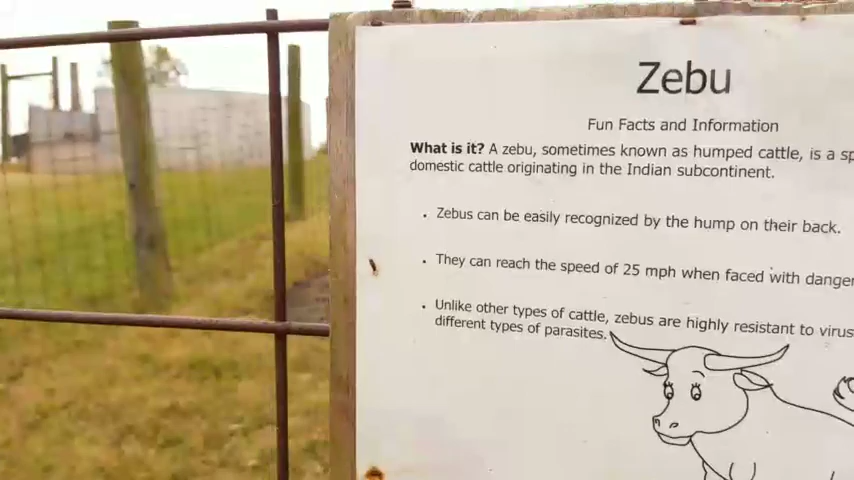 Zebu
Fun Facts and Information
What is it? A zebu, sometimes known as humped cattle, is a
domestic cattle originating in the Indian subcontinent.
• Zebus can be easily recognized by the hump on their back.
• They can reach the speed of 25 mph when faced with
• Unlike other types of cattle, zebus are highly resistant to
different types of parasites.